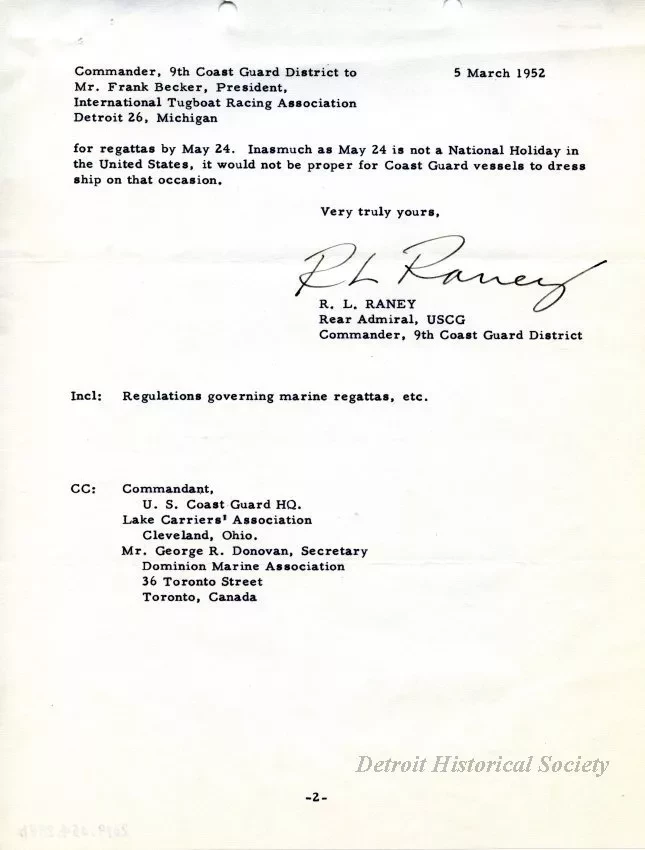 Commander, 9th Coast Guard District to 5 March 1952
Mr. Frank Becker, President,
International Tugboat Racing Association
Detroit 26, Michigan
for regattas by May 24. Inasmuch as May 24 is not a National Holiday in
the United States, it would not be proper for Coast Guard vessels to dress
ship on that occasion.
Very truly yours,
R L Raney
R. L. RANEY
Rear Admiral, USCG
Commander, 9th Coast Guard District
Incl: Regulations governing marine regattas, etc.
CC: Commandant,
U. S. Coast Guard HQ.
Lake Carriers' Association
Cleveland, Ohio.
Mr. George R. Donovan, Secretary
Dominion Marine Association
36 Toronto Street
Toronto, Canada
Detroit Historical Society
-2-